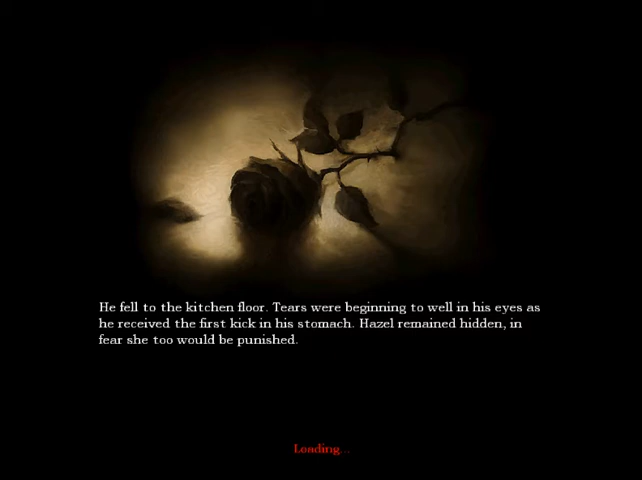 He fell to the kitchen floor. Tears were beginning to well in his eyes as
he received the first kick in his stomach. Hazel remained hidden, in
fear she too would be punished.
Loading...